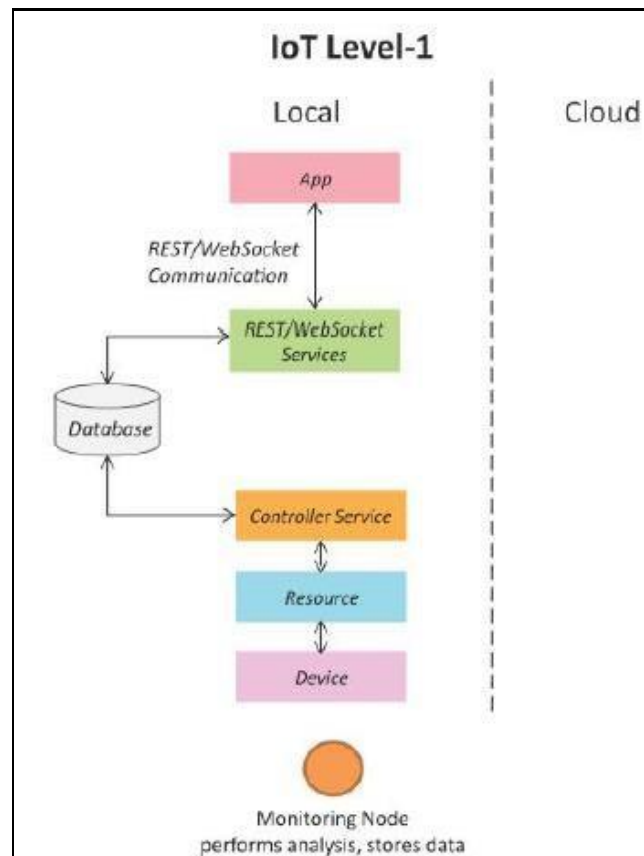 IoT Level-1
Local
Cloud
App
REST/WebSocket
Communication
REST/WebSocket
Services
Database
Controller Service
Resource
Device
Monitoring Node
performs analysis, stores data